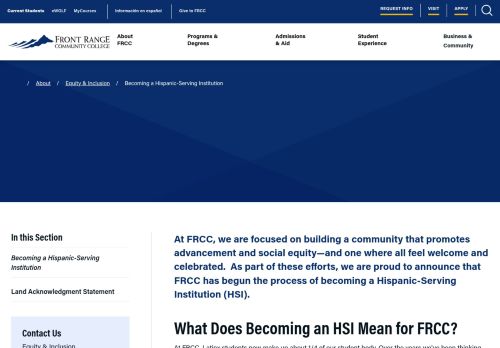 Current Students eWOLF MyCourses Información en español Give to FRCC REQUEST INFO VISIT APPLY
FRONT RANGE
COMMUNITY COLLEGE
About
FRCC
Programs &
Degrees
Admissions
& Aid
Student
Experience
Business &
Community
/ About / Equity & Inclusion / Becoming a Hispanic-Serving Institution
In this Section
Becoming a Hispanic-Serving
Institution
Land Acknowledgment Statement
Contact Us
Equity & Inclusion
At FRCC, we are focused on building a community that promotes
advancement and social equity—and one where all feel welcome and
celebrated. As part of these efforts, we are proud to announce that
FRCC has begun the process of becoming a Hispanic-Serving
Institution (HSI).
What Does Becoming an HSI Mean for FRCC?
At FRCC, Latinx students now make up about 1/4 of our student body. Over the years we've been thinking